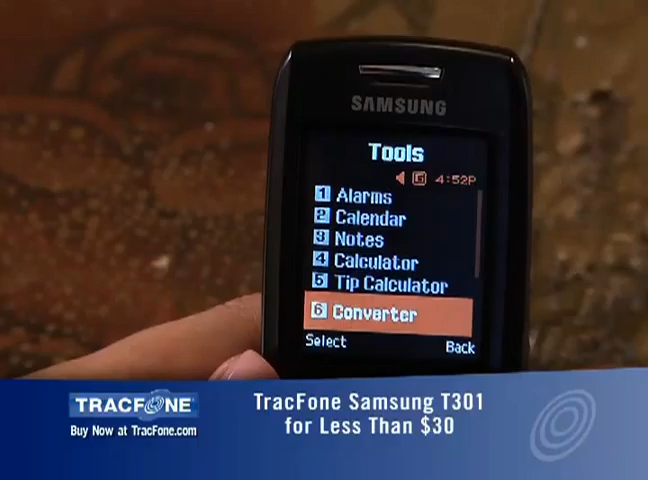 SAMSUNG
Tools
4:52P
1 Alarms
2 Calendar
3 Notes
4 Calculator
5 Tip Calculator
6 Converter
Select Back
TRACFONE
Buy Now at TracFone.com
TracFone Samsung T301
for Less Than $30